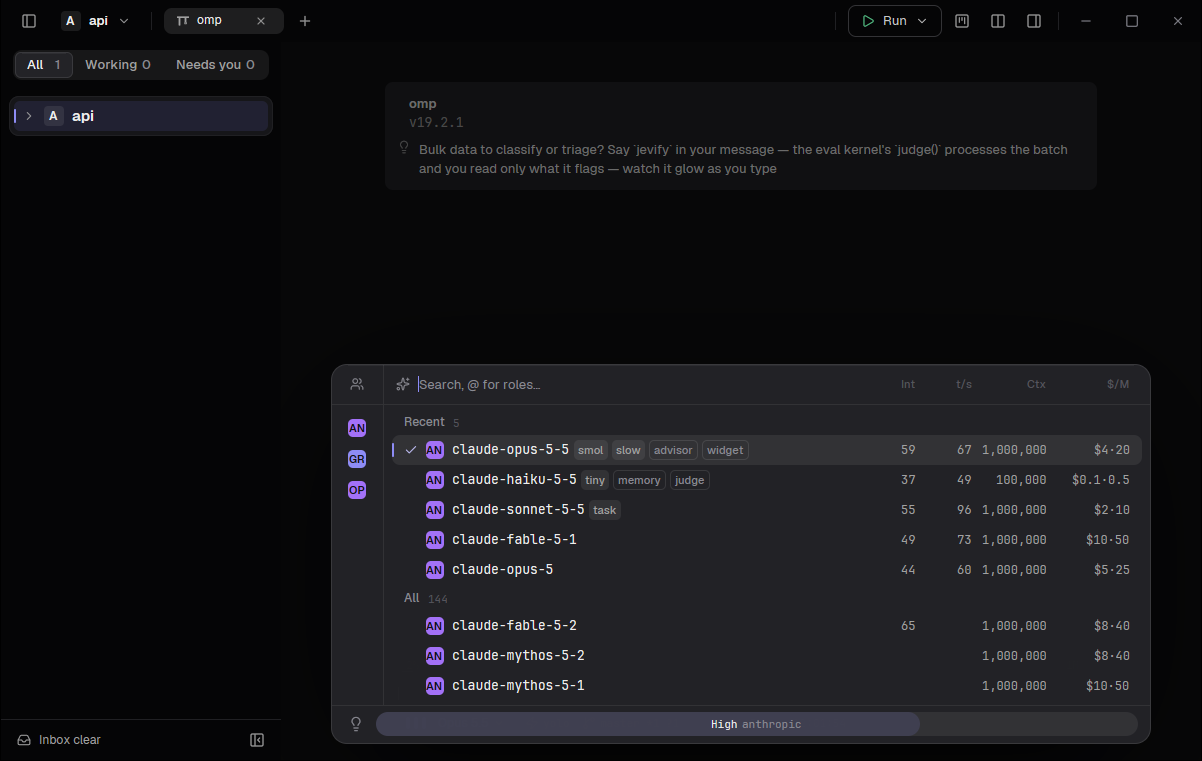 A api omp Run
All 1 Working 0 Needs you 0
A api
omp
v19.2.1
Bulk data to classify or triage? Say `jevify` in your message — the eval kernel's `judge()` processes the batch
and you read only what it flags — watch it glow as you type
Search, @ for roles… Int t/s Ctx $/M
AN
GR
OP
Recent 5
AN claude-opus-5-5 smol slow advisor widget 59 67 1,000,000 $4·20
AN claude-haiku-5-5 tiny memory judge 37 49 100,000 $0.1·0.5
AN claude-sonnet-5-5 task 55 96 1,000,000 $2·10
AN claude-fable-5-1 49 73 1,000,000 $10·50
AN claude-opus-5 44 60 1,000,000 $5·25
All 144
AN claude-fable-5-2 65 1,000,000 $8·40
AN claude-mythos-5-2 1,000,000 $8·40
AN claude-mythos-5-1 1,000,000 $10·50
High anthropic
Inbox clear